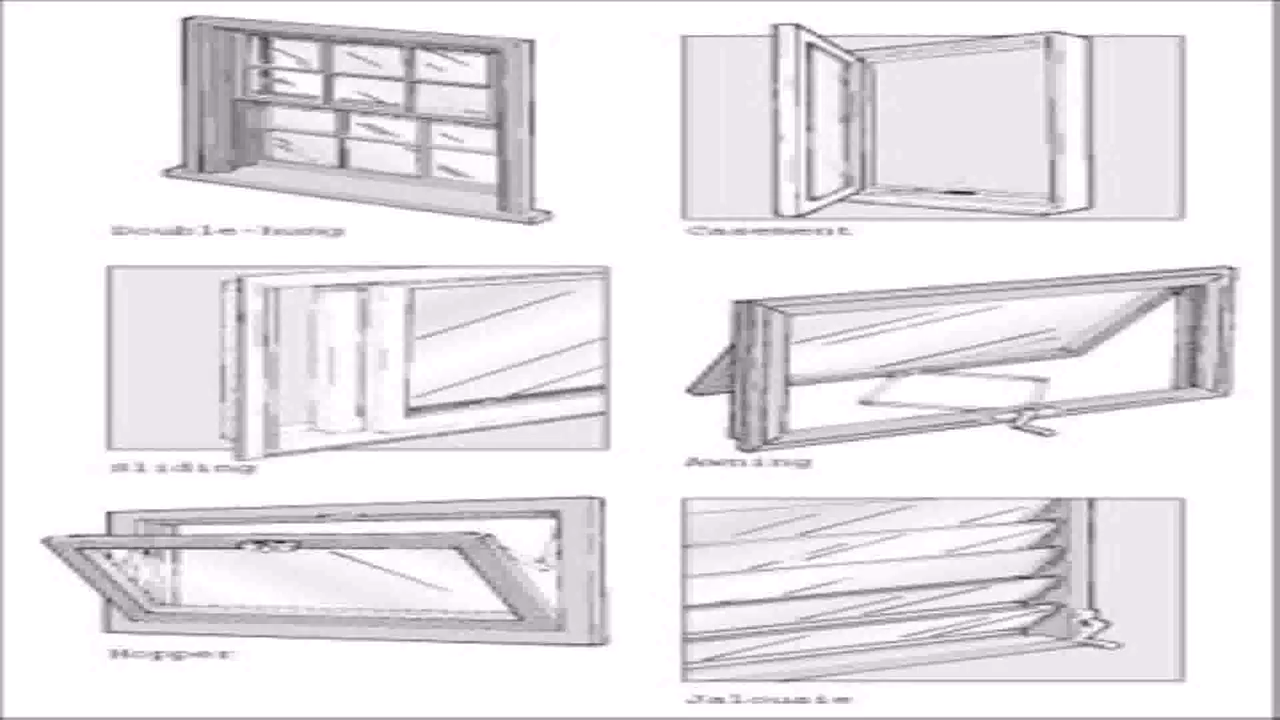 Double-hung
Casement
Sliding
Awning
Hopper
Jalousie